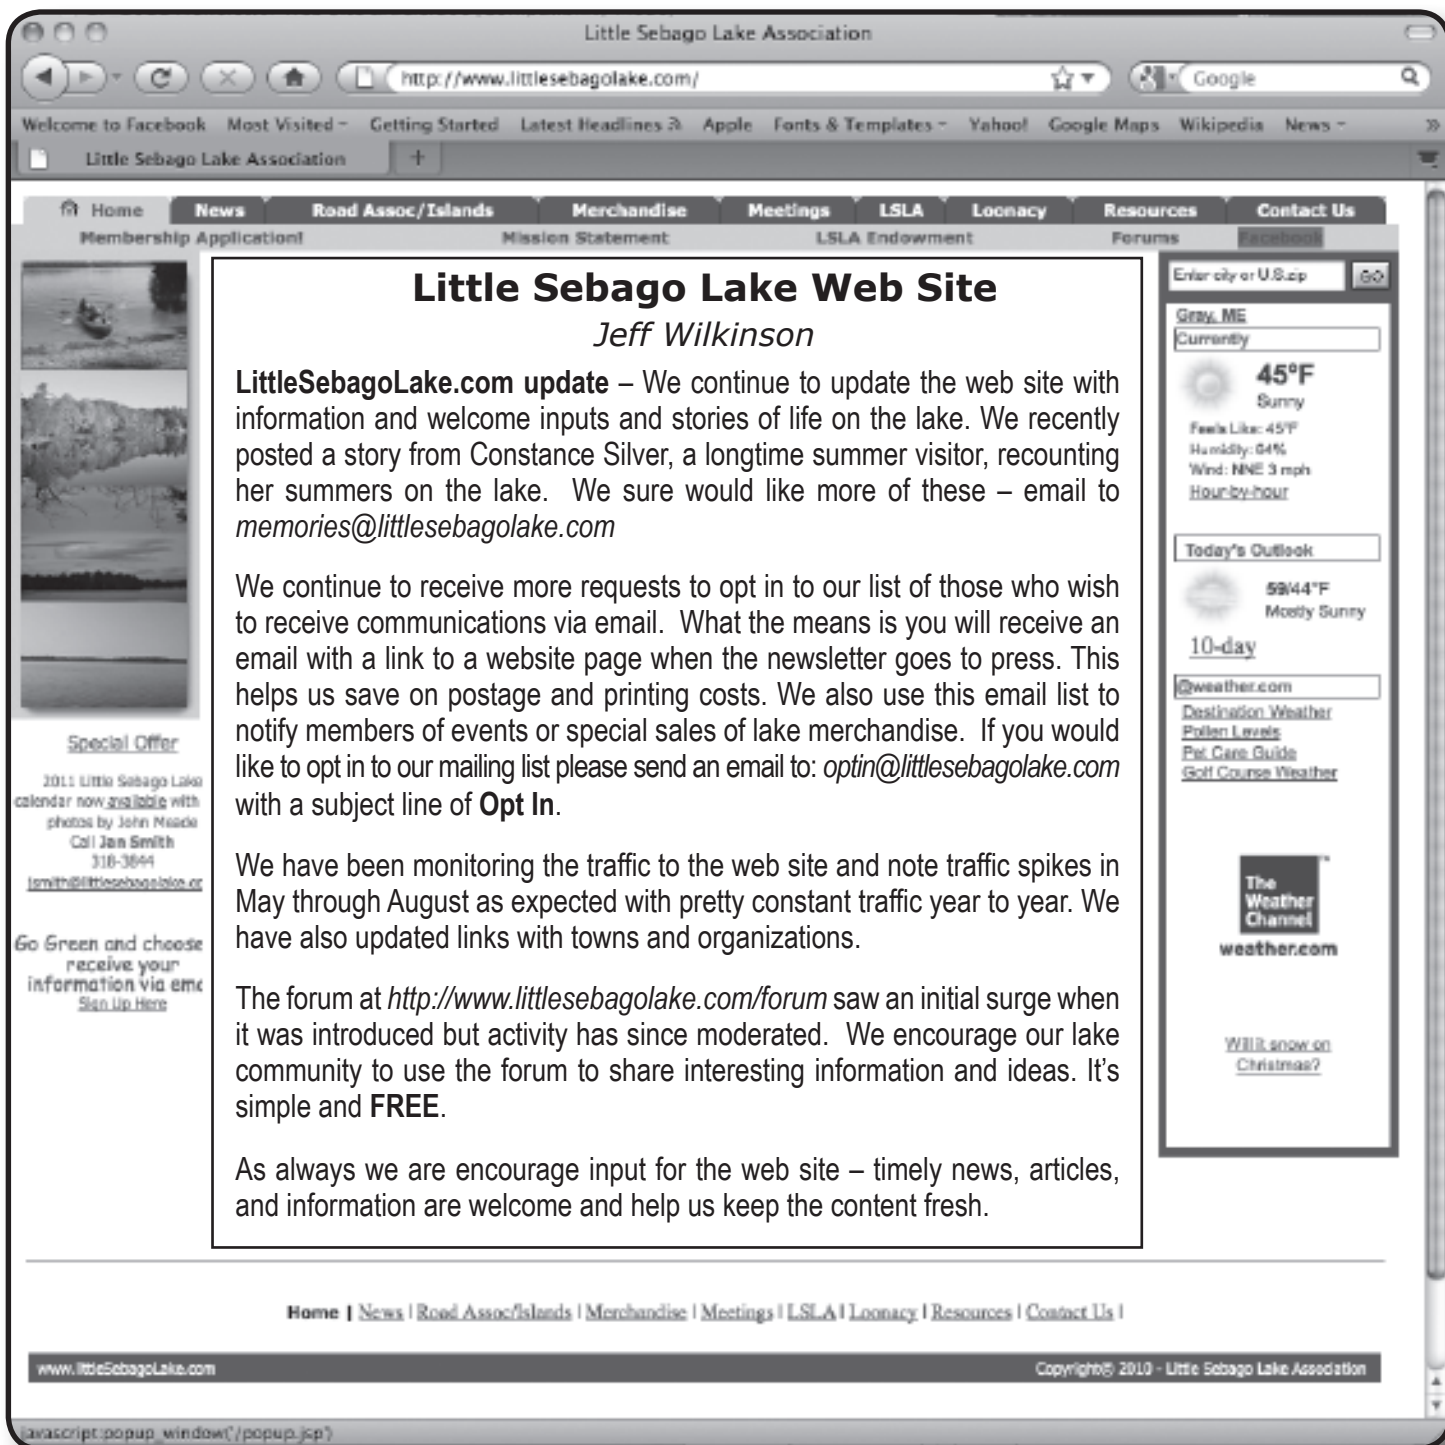 Little Sebago Lake Association
http://www.littlesebagolake.com/
Google
Welcome to Facebook Most Visited Getting Started Latest Headlines Apple Fonts & Templates Yahoo! Google Maps Wikipedia News
Little Sebago Lake Association +
Home News Road Assoc/Islands Merchandise Meetings LSLA Loonacy Resources Contact Us
Membership Application! Mission Statement LSLA Endowment Forums Facebook
Little Sebago Lake Web Site
Jeff Wilkinson
LittleSebagoLake.com update – We continue to update the web site with
information and welcome inputs and stories of life on the lake. We recently
posted a story from Constance Silver, a longtime summer visitor, recounting
her summers on the lake. We sure would like more of these – email to
memories@littlesebagolake.com
We continue to receive more requests to opt in to our list of those who wish
to receive communications via email. What the means is you will receive an
email with a link to a website page when the newsletter goes to press. This
helps us save on postage and printing costs. We also use this email list to
notify members of events or special sales of lake merchandise. If you would
like to opt in to our mailing list please send an email to: optin@littlesebagolake.com
with a subject line of Opt In.
We have been monitoring the traffic to the web site and note traffic spikes in
May through August as expected with pretty constant traffic year to year. We
have also updated links with towns and organizations.
The forum at http://www.littlesebagolake.com/forum saw an initial surge when
it was introduced but activity has since moderated. We encourage our lake
community to use the forum to share interesting information and ideas. It's
simple and FREE.
As always we are encourage input for the web site – timely news, articles,
and information are welcome and help us keep the content fresh.
Special Offer
2011 Little Sebago Lake
calendar now available with
photos by John Meade
Call Jan Smith
318-3844
jsmith@littlesebagolake.or
Go Green and choose
receive your
information via ema
Sign Up Here
Enter city or U.S.zip GO
Gray, ME
Currently
45°F
Sunny
Feels Like: 45°F
Humidity: 64%
Wind: NNE 3 mph
Hour-by-hour
Today's Outlook
59/44°F
Mostly Sunny
10-day
@weather.com
Destination Weather
Pollen Levels
Pet Care Guide
Golf Course Weather
The
Weather
Channel
weather.com
Will it snow on
Christmas?
Home | News | Road Assoc/Islands | Merchandise | Meetings | LSLA | Loonacy | Resources | Contact Us |
www.littleSebagoLake.com
Copyright© 2010 - Little Sebago Lake Association
javascript:popup_window('/popup.jsp')